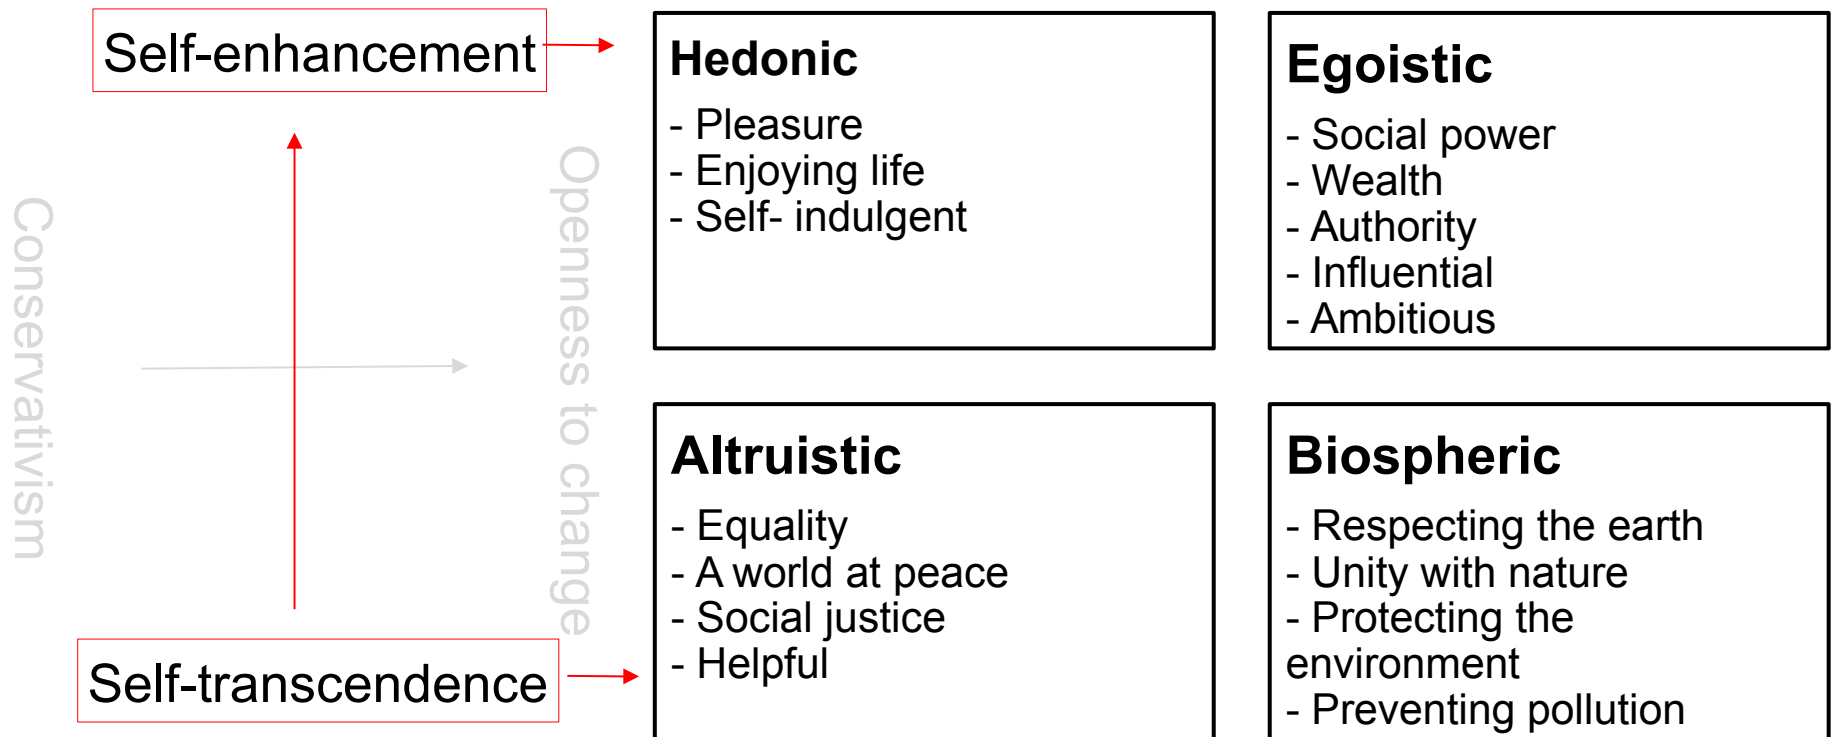 Self-enhancement
Conservativism
Openness to change
Self-transcendence
Hedonic
- Pleasure
- Enjoying life
- Self- indulgent
Egoistic
- Social power
- Wealth
- Authority
- Influential
- Ambitious
Altruistic
- Equality
- A world at peace
- Social justice
- Helpful
Biospheric
- Respecting the earth
- Unity with nature
- Protecting the
environment
- Preventing pollution